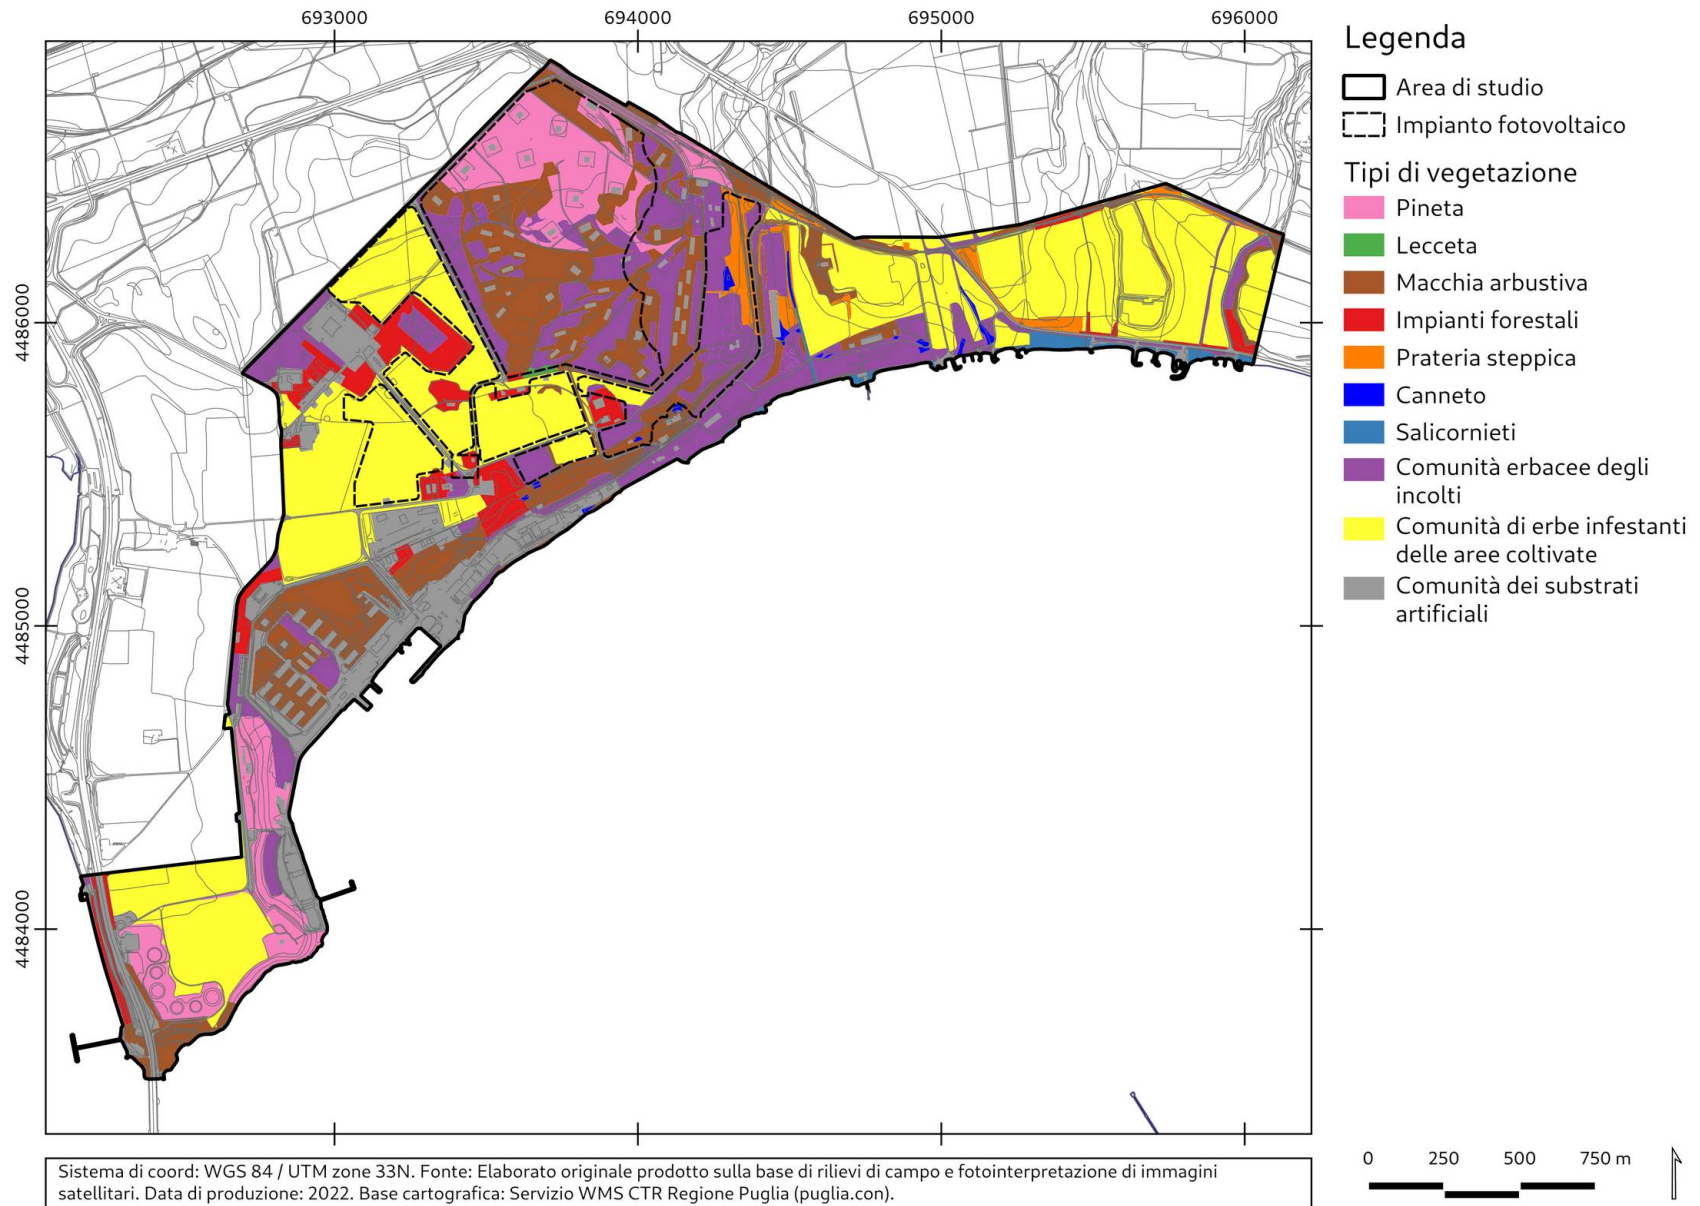 693000
694000
695000
696000
4486000
4485000
4484000
Legenda
Area di studio
Impianto fotovoltaico
Tipi di vegetazione
Pineta
Lecceta
Macchia arbustiva
Impianti forestali
Prateria steppica
Canneto
Salicornieti
Comunità erbacee degli
incolti
Comunità di erbe infestanti
delle aree coltivate
Comunità dei substrati
artificiali
0 250 500 750 m
Sistema di coord: WGS 84 / UTM zone 33N. Fonte: Elaborato originale prodotto sulla base di rilievi di campo e fotointerpretazione di immagini
satellitari. Data di produzione: 2022. Base cartografica: Servizio WMS CTR Regione Puglia (puglia.con).